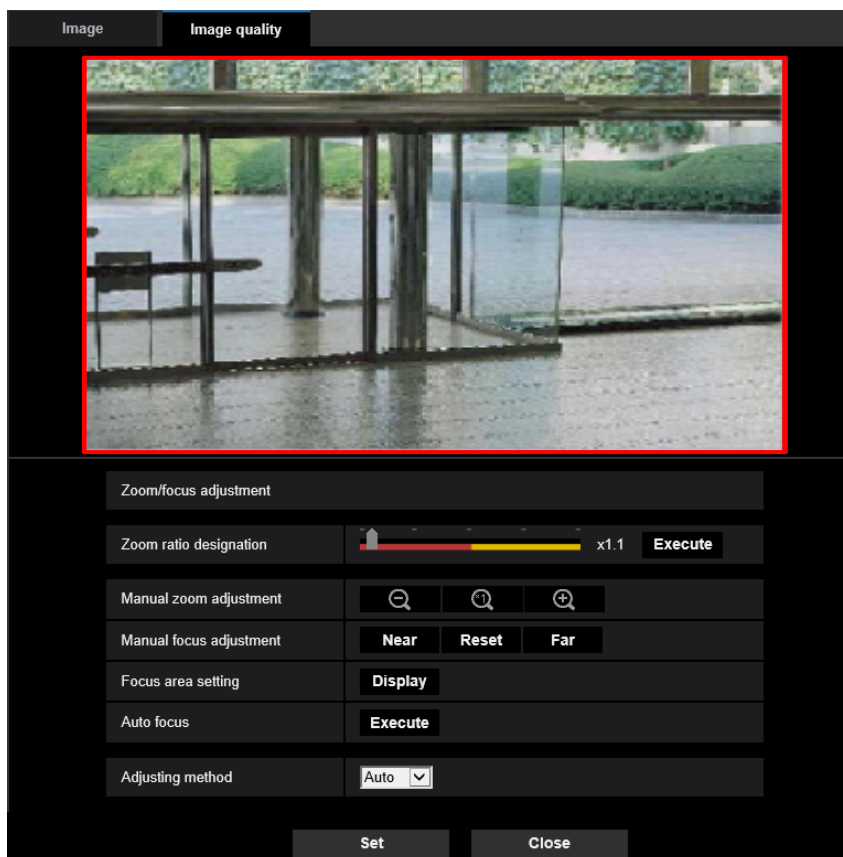 Image Image quality
Zoom/focus adjustment
Zoom ratio designation x1.1 Execute
Manual zoom adjustment ×1
Manual focus adjustment Near Reset Far
Focus area setting Display
Auto focus Execute
Adjusting method Auto
Set Close